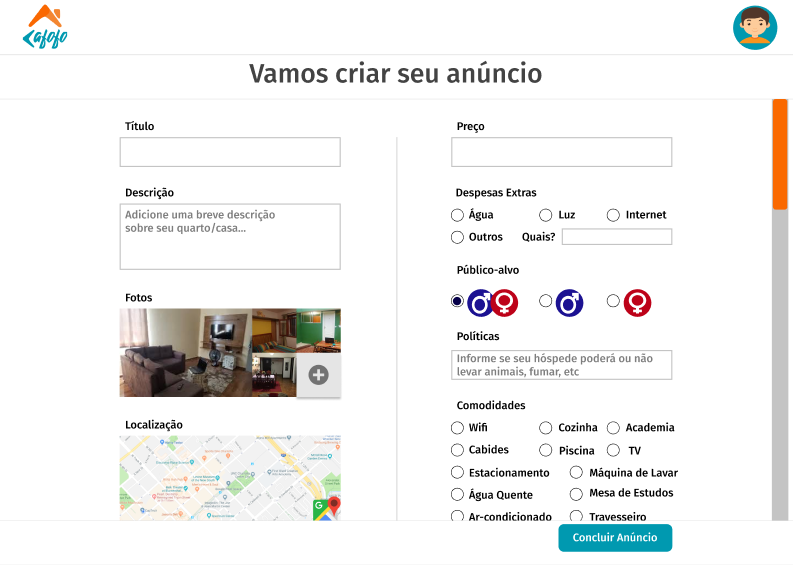 Cafofo
Vamos criar seu anúncio
Título
Descrição
Adicione uma breve descrição
sobre seu quarto/casa...
Fotos
Localização
G
Preço
Despesas Extras
Água Luz Internet
Outros Quais?
Público-alvo
Políticas
Informe se seu hóspede poderá ou não
levar animais, fumar, etc
Comodidades
Wifi Cozinha Academia
Cabides Piscina TV
Estacionamento Máquina de Lavar
Água Quente Mesa de Estudos
Ar-condicionado Travesseiro
Concluir Anúncio